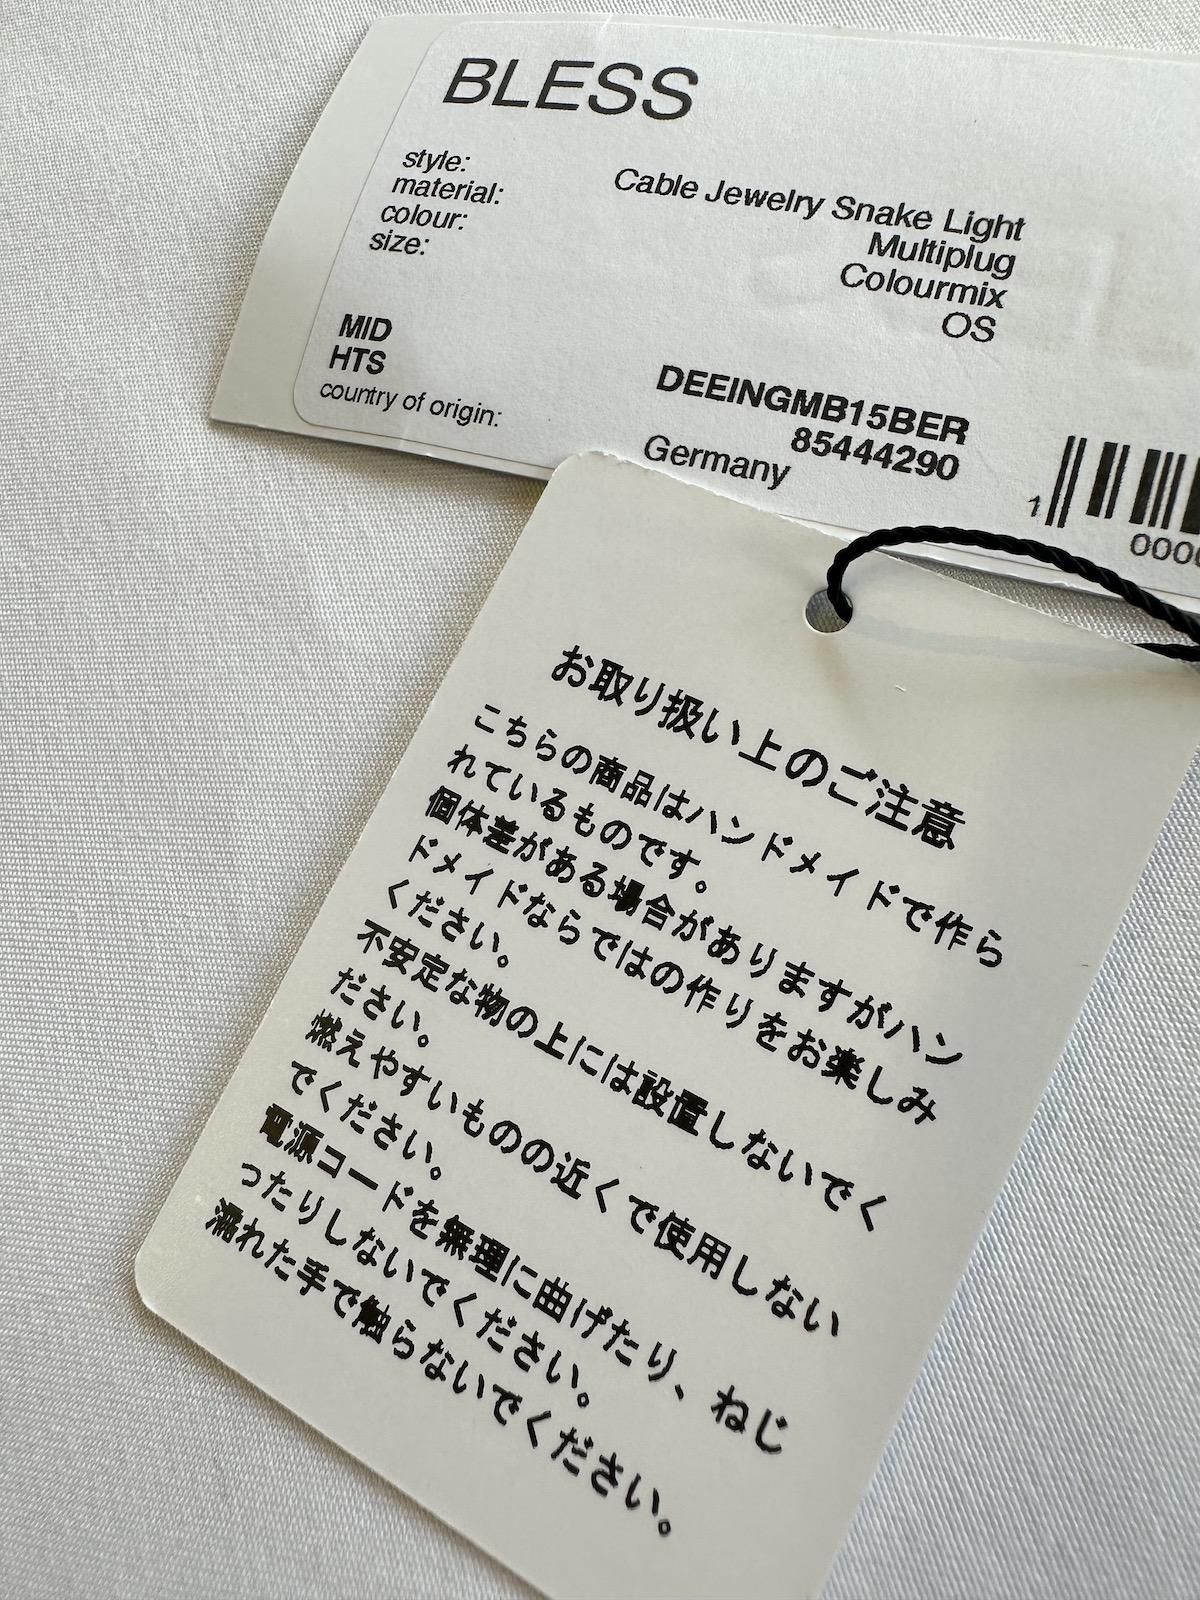 BLESS
style: Cable Jewelry Snake Light
material: Multiplug
colour: Colourmix
size: OS
MID DEEINGMB15BER
HTS 85444290
country of origin: Germany
1
0000
お取り扱い上のご注意
こちらの商品はハンドメイドで作ら
れているものです。
個体差がある場合がありますがハン
ドメイドならではの作りをお楽しみ
ください。
不安定な物の上には設置しないでく
ださい。
燃えやすいものの近くで使用しない
でください。
電源コードを無理に曲げたり、ねじ
ったりしないでください。
濡れた手で触らないでください。